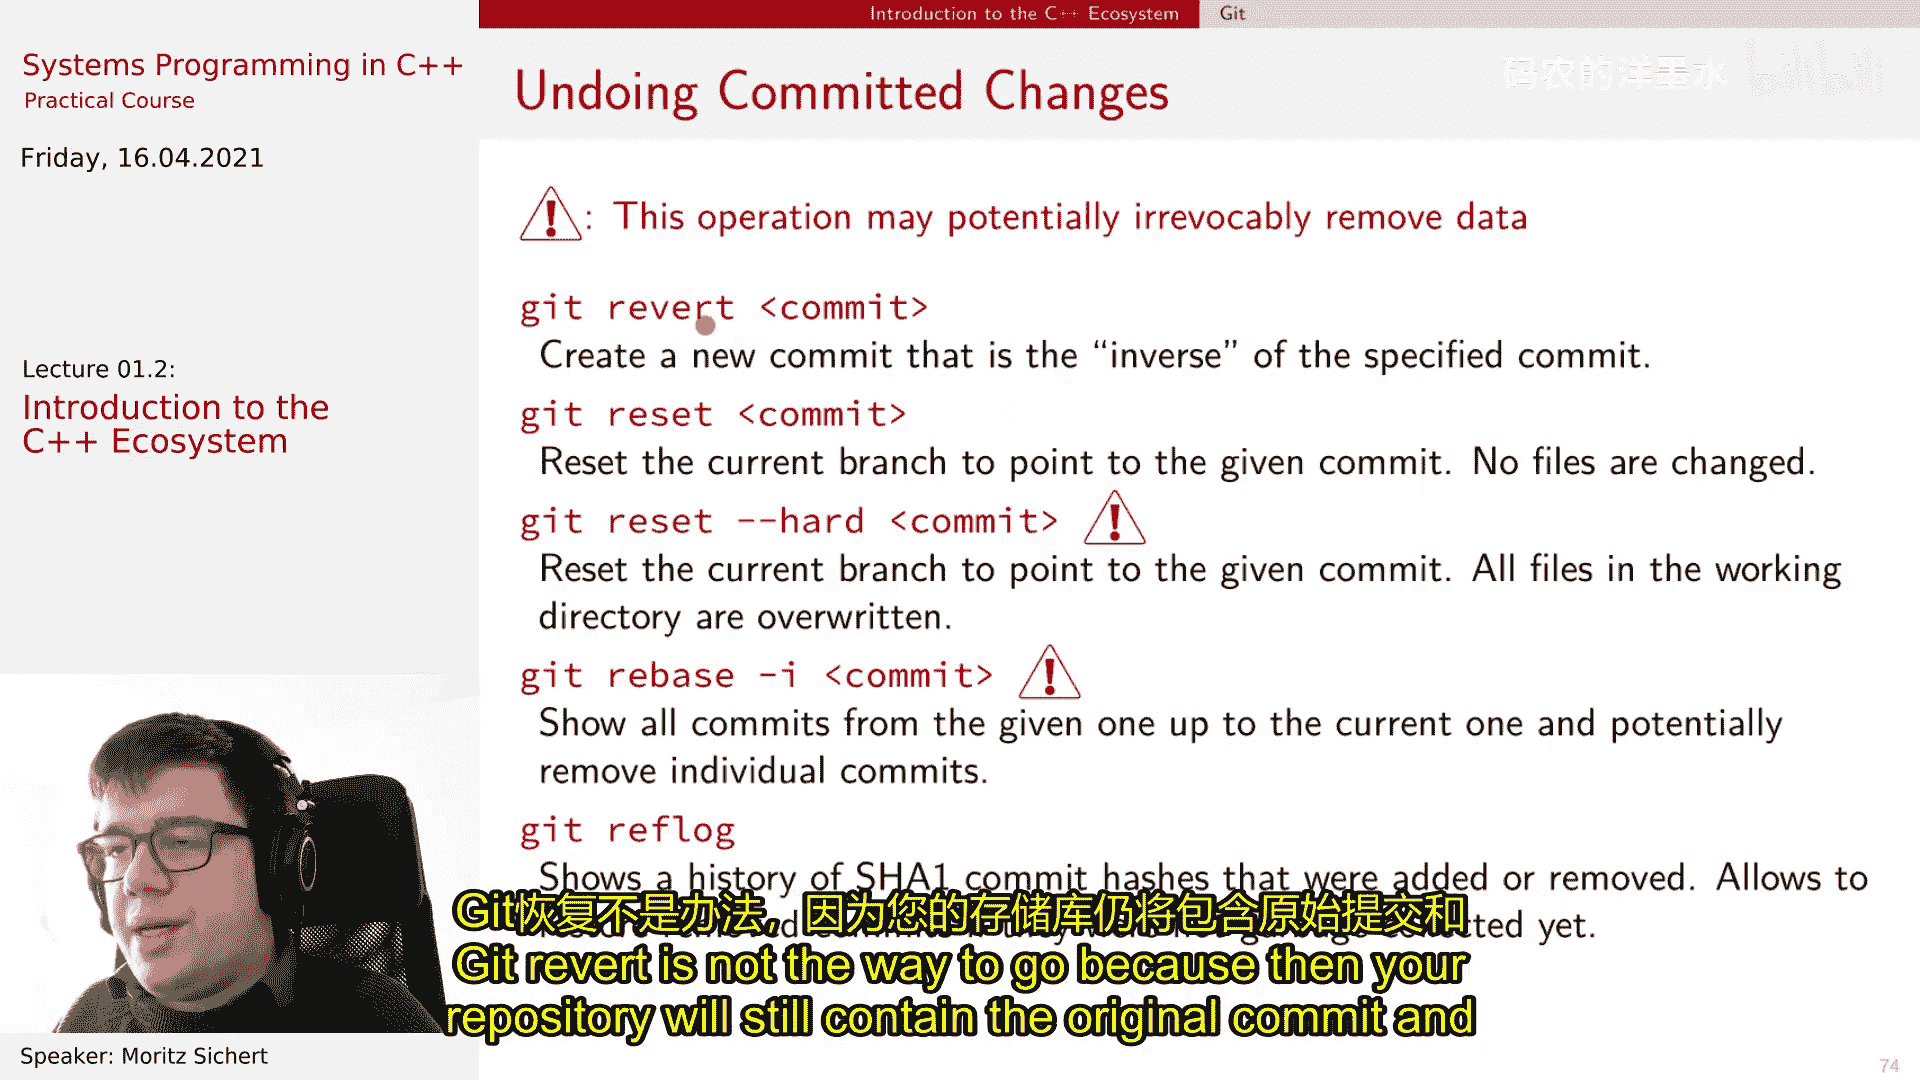 Introduction to the C++ Ecosystem
Git
Systems Programming in C++
Practical Course
Friday, 16.04.2021
Undoing Committed Changes
码农的洋墨水
: This operation may potentially irrevocably remove data
git revert <commit>
Create a new commit that is the “inverse” of the specified commit.
git reset <commit>
Reset the current branch to point to the given commit. No files are changed.
git reset --hard <commit>
Reset the current branch to point to the given commit. All files in the working
directory are overwritten.
git rebase -i <commit>
Show all commits from the given one up to the current one and potentially
remove individual commits.
git reflog
Shows a history of SHA1 commit hashes that were added or removed. Allows to
yet.
Lecture 01.2:
Introduction to the
C++ Ecosystem
Git恢复不是办法，因为您的存储库仍将包含原始提交和
Git revert is not the way to go because then your
repository will still contain the original commit and
Speaker: Moritz Sichert
74